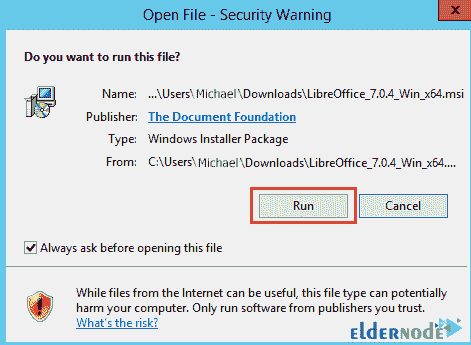 Open File - Security Warning
x
Do you want to run this file?
Name: ...\Users\Michael\Downloads\LibreOffice_7.0.4_Win_x64.msi
Publisher: The Document Foundation
Type: Windows Installer Package
From: C:\Users\Michael\Downloads\LibreOffice_7.0.4_Win_x64....
Run Cancel
Always ask before opening this file
While files from the Internet can be useful, this file type can potentially
harm your computer. Only run software from publishers you trust.
What's the risk?
eLDERNODE